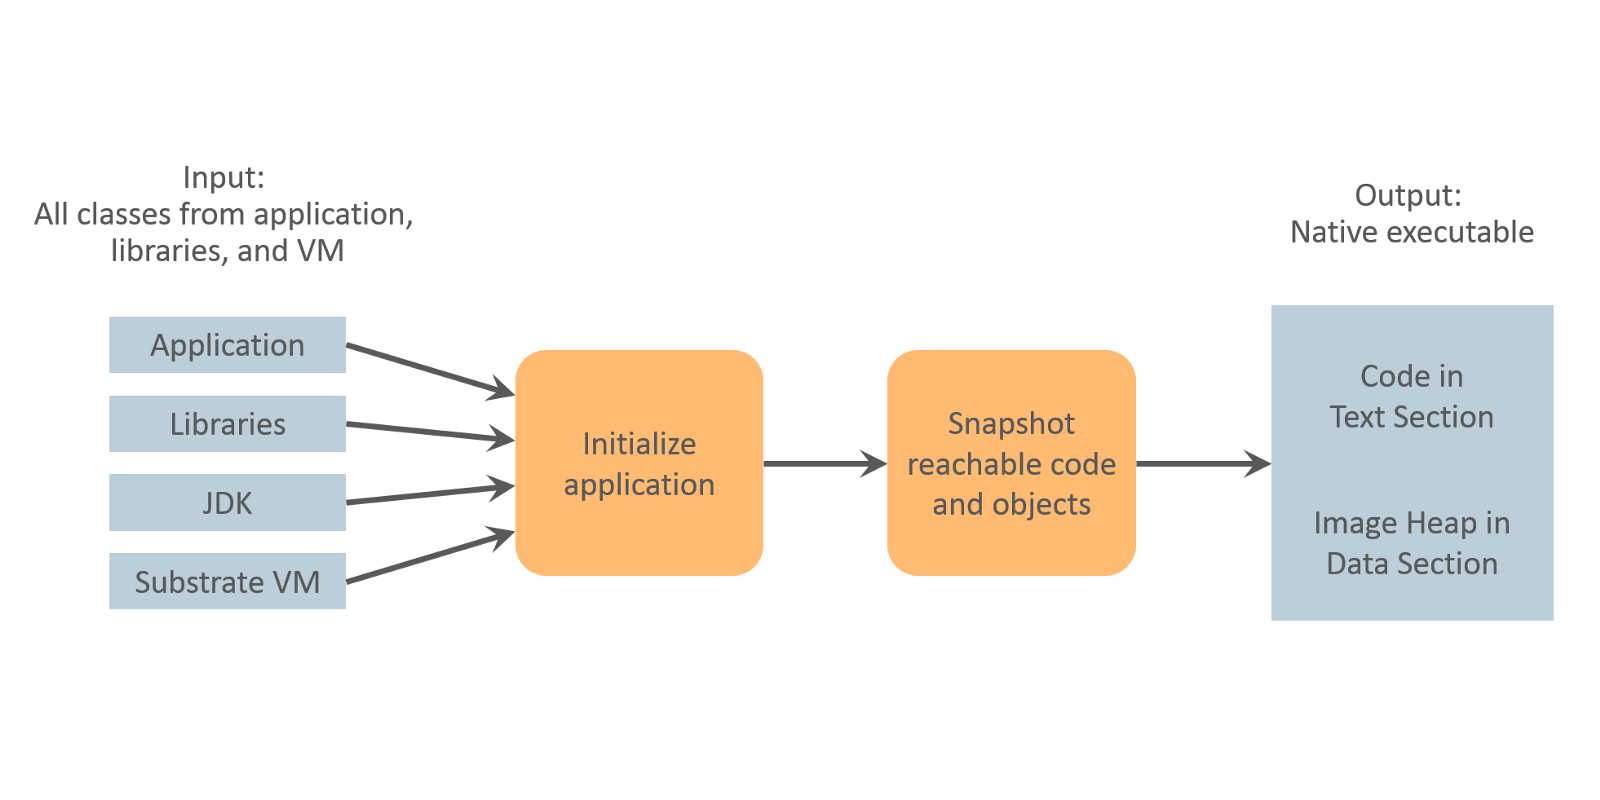 Input:
All classes from application,
libraries, and VM
Application
Libraries
JDK
Substrate VM
Initialize
application
Snapshot
reachable code
and objects
Output:
Native executable
Code in
Text Section
Image Heap in
Data Section